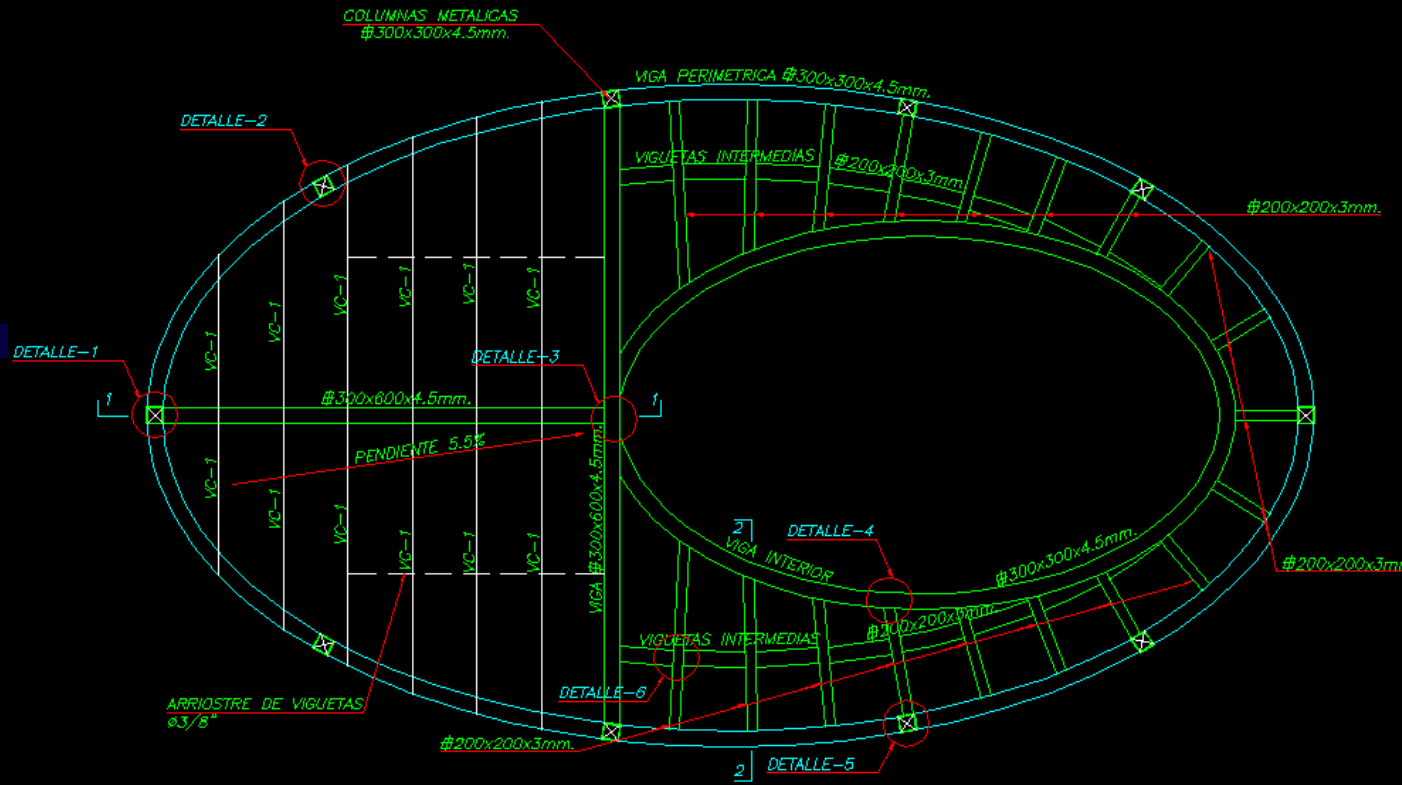 COLUMNAS METALICAS
⌗300x300x4.5mm.
VIGA PERIMETRICA ⌗300x300x4.5mm.
DETALLE-2
VIGUETAS INTERMEDIAS ⌗200x200x3mm.
⌗200x200x3mm.
VC-1
VC-1
VC-1
VC-1
VC-1
VC-1
DETALLE-1
DETALLE-3
1
1
⌗300x600x4.5mm.
PENDIENTE 5.5%
VIGA ⌗300x600x4.5mm.
VC-1
VC-1
VC-1
VC-1
VC-1
VC-1
2
DETALLE-4
VIGA INTERIOR
⌗300x300x4.5mm.
⌗200x200x3mm
VIGUETAS INTERMEDIAS
⌗200x200x3mm.
DETALLE-6
ARRIOSTRE DE VIGUETAS
ø3/8"
⌗200x200x3mm.
2
DETALLE-5